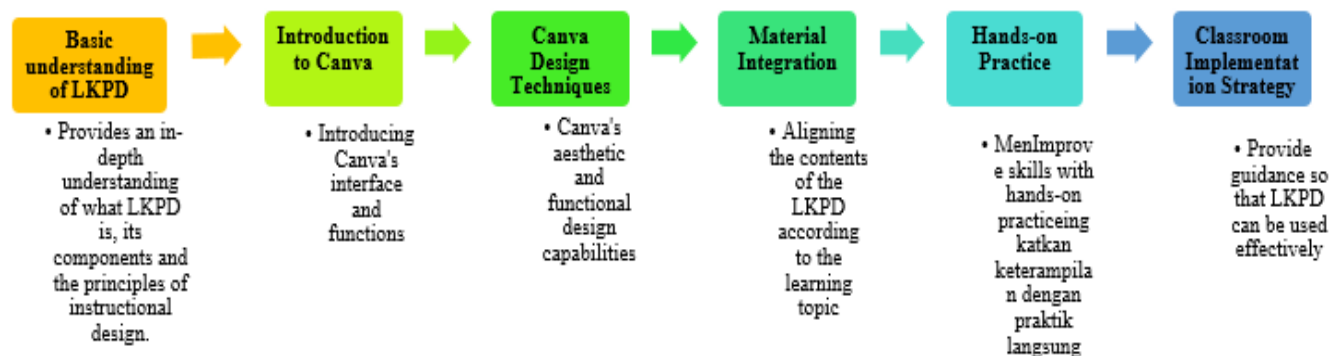 Basic
understanding
of LKPD
• Provides an in-
depth
understanding
of what LKPD
is, its
components and
the principles of
instructional
design.
Introduction
to Canva
• Introducing
Canva's
interface
and
functions
Canva
Design
Techniques
• Canva's
aesthetic
and
functional
design
capabilities
Material
Integration
• Aligning
the contents
of the
LKPD
according
to the
learning
topic
Hands-on
Practice
• MenImprov
e skills with
hands-on
practiceing
katkan
keterampila
n dengan
praktik
langsung
Classroom
Implementat
ion Strategy
• Provide
guidance so
that LKPD
can be used
effectively